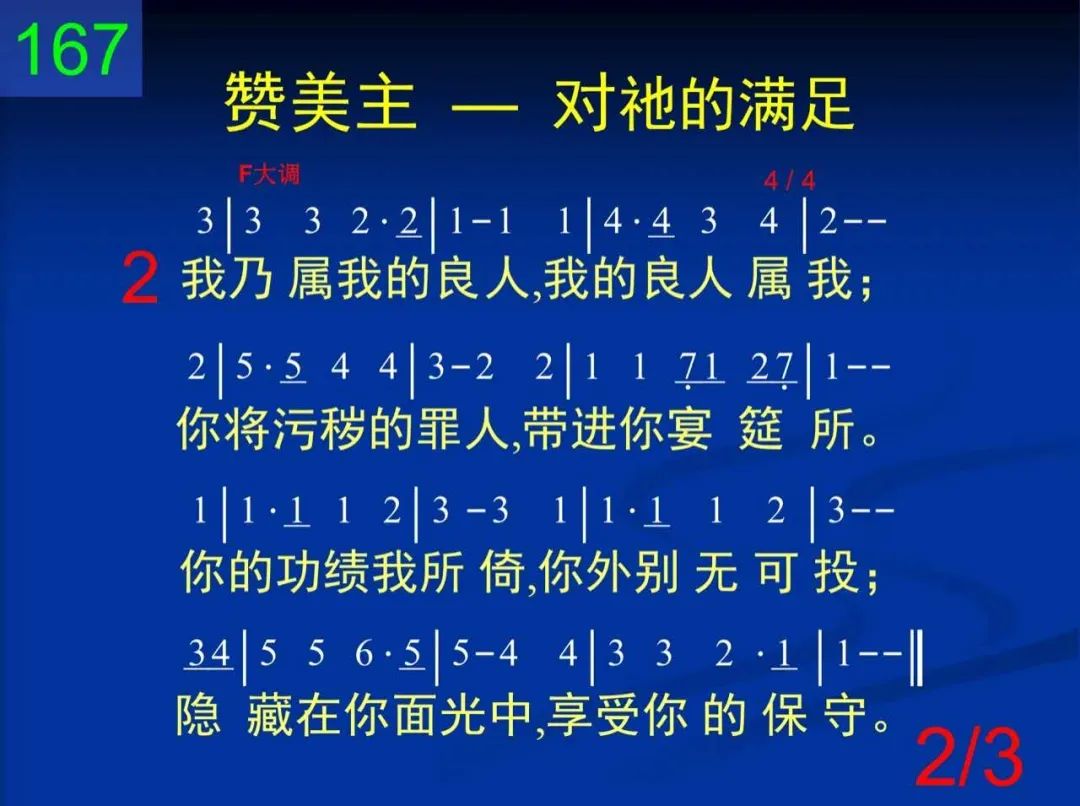 167
赞美主 — 对祂的满足
F大调 4 / 4
3|3 3 2·2|1-1 1|4·4 3 4|2--
2 我乃 属我的良人,我的良人 属 我；
2|5·5 4 4|3-2 2|1 1 71 27|1--
你将污秽的罪人,带进你宴 筵 所。
1|1·1 1 2|3-3 1|1·1 1 2|3--
你的功绩我所 倚,你外别 无 可 投；
34|5 5 6·5|5-4 4|3 3 2·1|1--‖
隐 藏在你面光中,享受你 的 保 守。
2/3